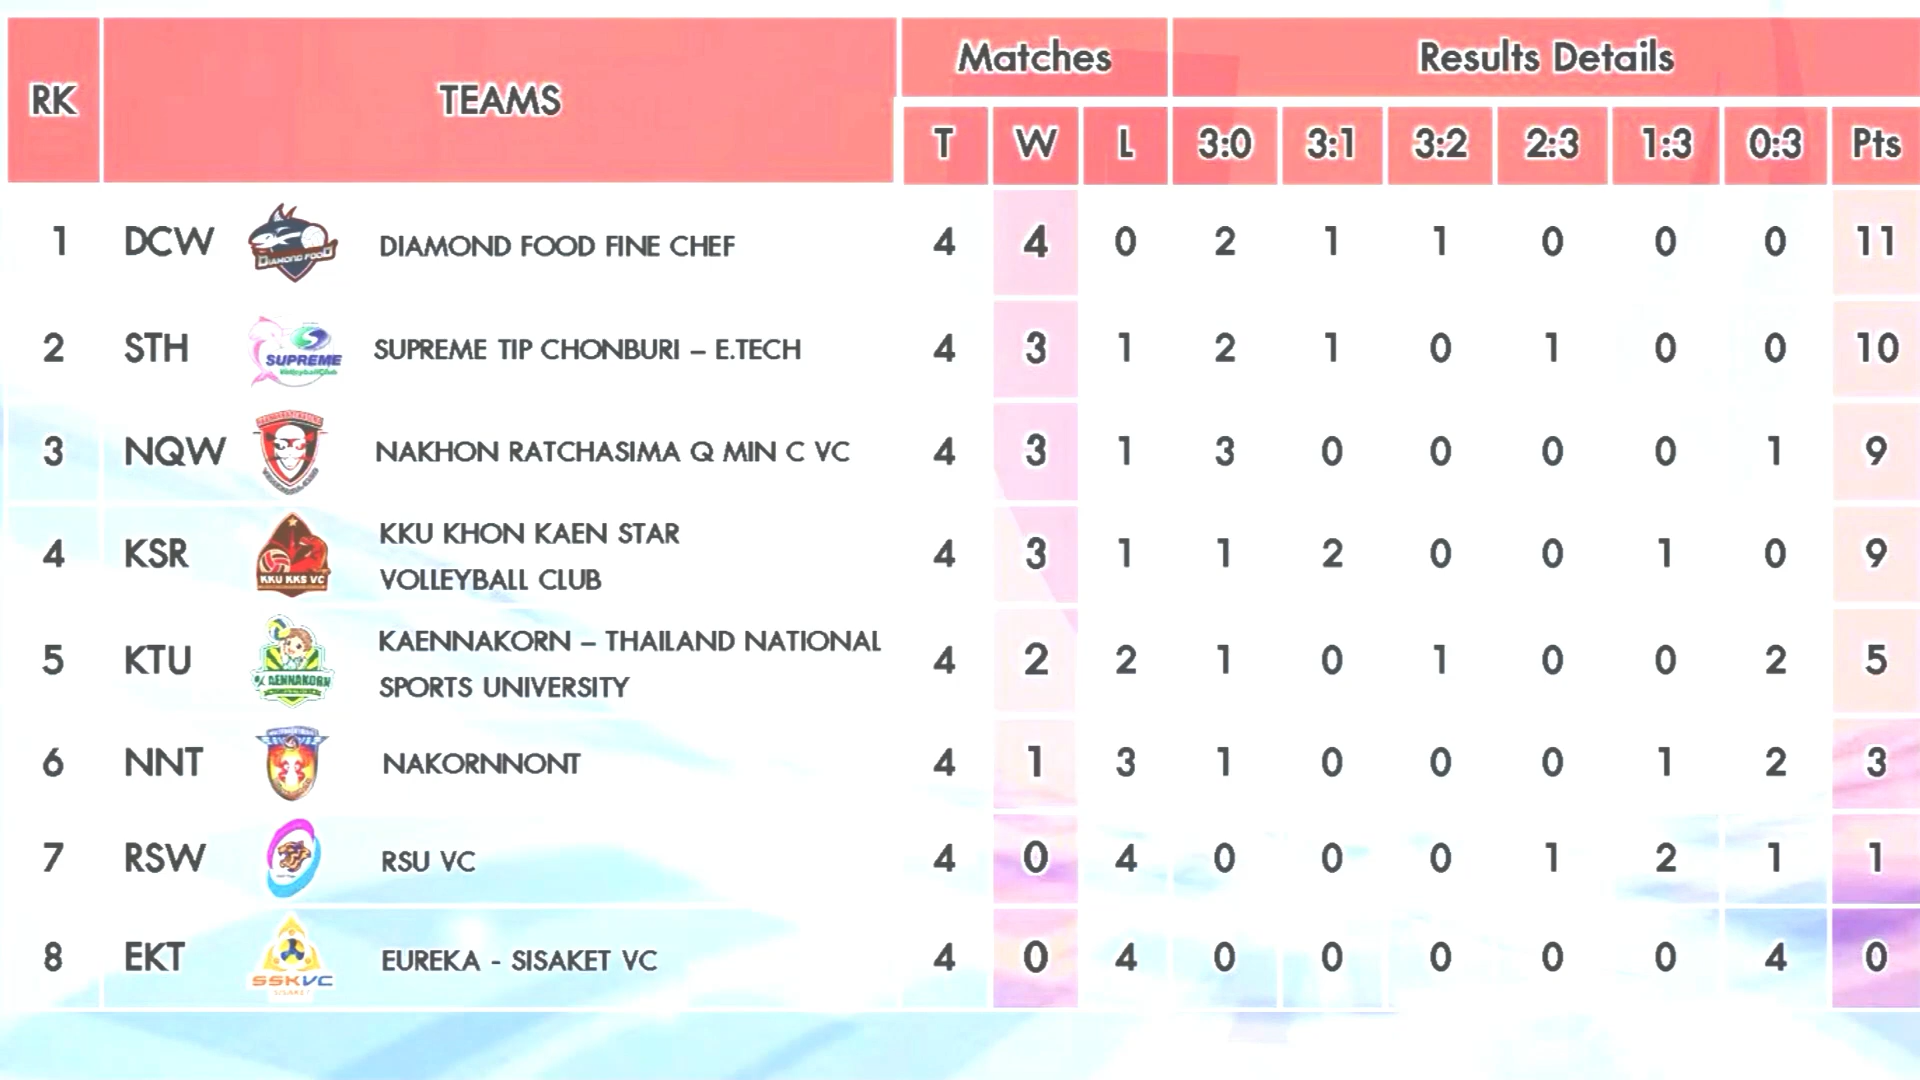 RK TEAMS Matches Results Details
T W L 3:0 3:1 3:2 2:3 1:3 0:3 Pts
1 DCW DIAMOND FOOD DIAMOND FOOD FINE CHEF 4 4 0 2 1 1 0 0 0 11
2 STH SUPREME VolleyballClub SUPREME TIP CHONBURI – E.TECH 4 3 1 2 1 0 1 0 0 10
3 NQW NAKHON RATCHASIMA Q MIN C VC 4 3 1 3 0 0 0 0 1 9
4 KSR KKU KKS VC KKU KHON KAEN STAR
VOLLEYBALL CLUB 4 3 1 1 2 0 0 1 0 9
5 KTU KAENNAKORN – THAILAND NATIONAL
SPORTS UNIVERSITY 4 2 2 1 0 1 0 0 2 5
6 NNT NAKORNNONT 4 1 3 1 0 0 0 1 2 3
7 RSW RSU VC 4 0 4 0 0 0 1 2 1 1
8 EKT SSKVC SISAKET EUREKA - SISAKET VC 4 0 4 0 0 0 0 0 4 0